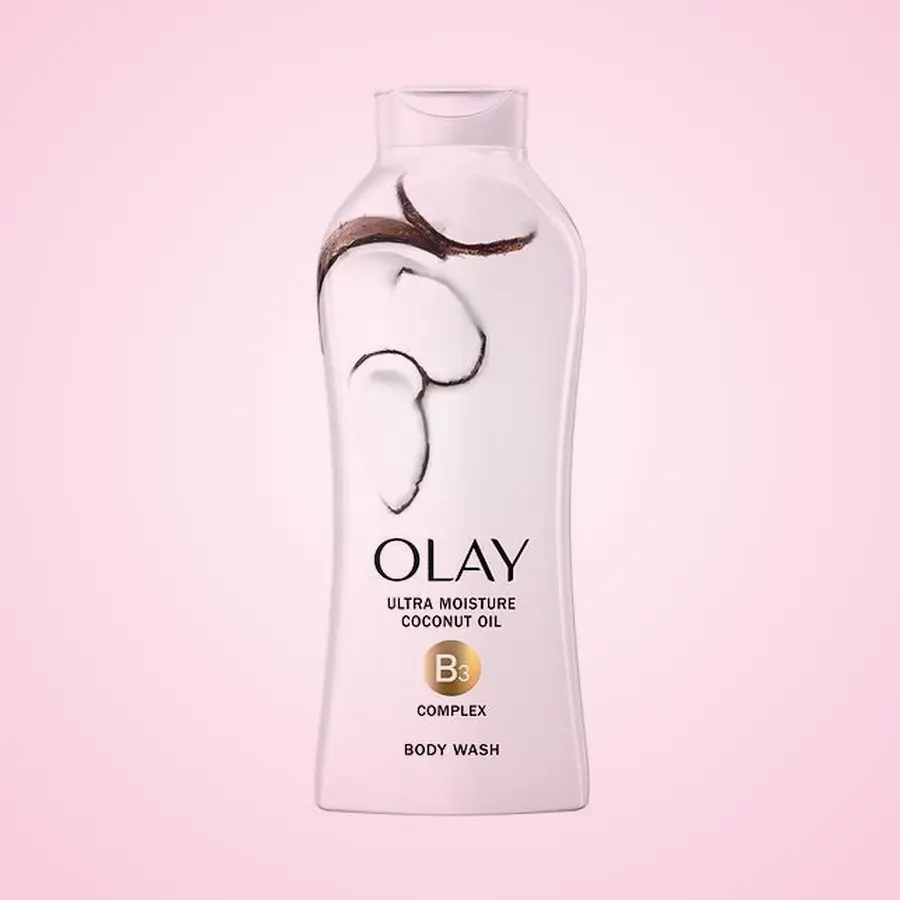 OLAY
ULTRA MOISTURE
COCONUT OIL
B3
COMPLEX
BODY WASH